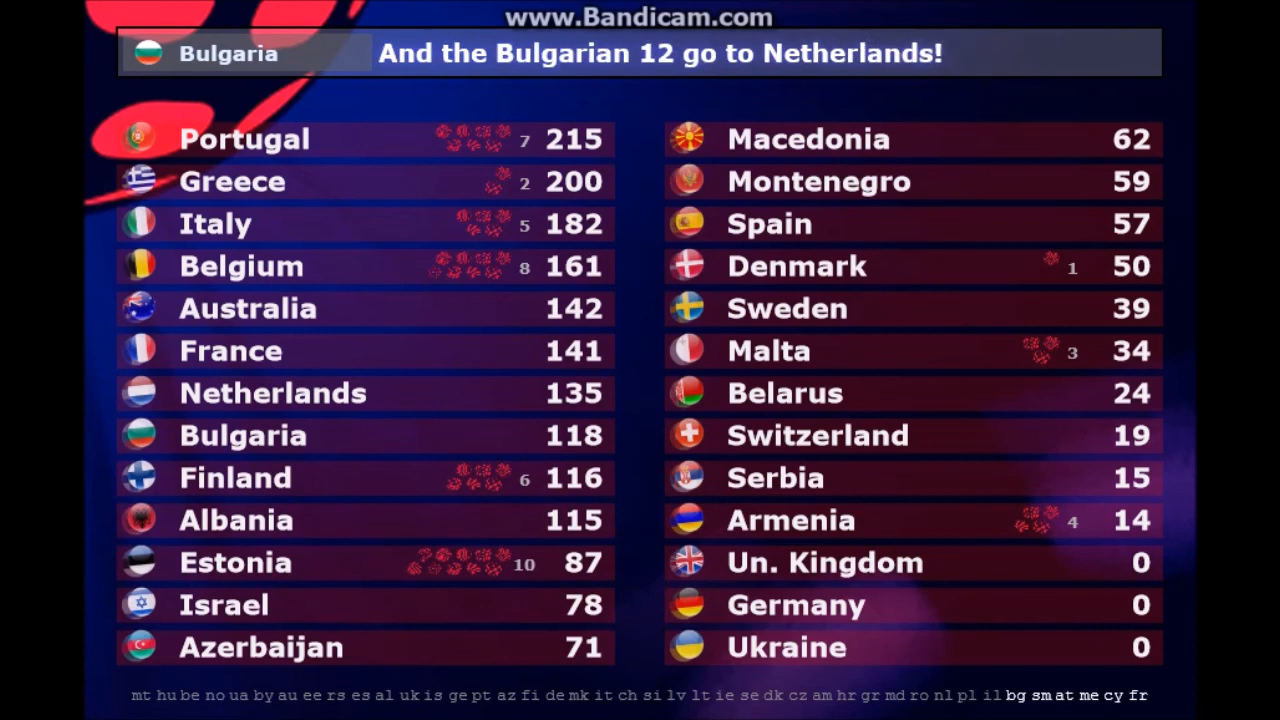 www.Bandicam.com
Bulgaria And the Bulgarian 12 go to Netherlands!
Portugal 7 215
Greece 2 200
Italy 5 182
Belgium 8 161
Australia 142
France 141
Netherlands 135
Bulgaria 118
Finland 6 116
Albania 115
Estonia 10 87
Israel 78
Azerbaijan 71
Macedonia 62
Montenegro 59
Spain 57
Denmark 1 50
Sweden 39
Malta 3 34
Belarus 24
Switzerland 19
Serbia 15
Armenia 4 14
Un. Kingdom 0
Germany 0
Ukraine 0
mt hu be no ua by au ee rs es al uk is ge pt az fi de mk it ch si lv lt ie se dk cz am hr gr md ro nl pl il bg sm at me cy fr